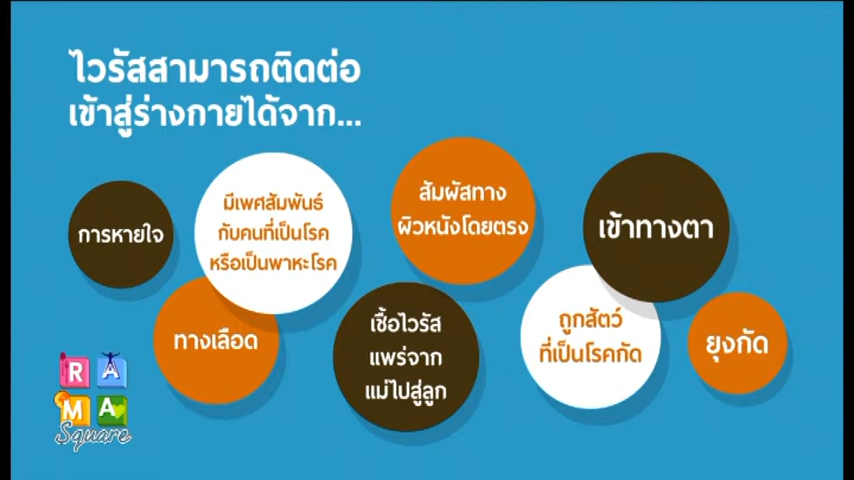 ไวรัสสามารถติดต่อ
เข้าสู่ร่างกายได้จาก...
การหายใจ
มีเพศสัมพันธ์
กับคนที่เป็นโรค
หรือเป็นพาหะโรค
สัมผัสทาง
ผิวหนังโดยตรง
เข้าทางตา
ทางเลือด
เชื้อไวรัส
แพร่จาก
แม่ไปสู่ลูก
ถูกสัตว์
ที่เป็นโรคกัด
ยุงกัด
RA
MA
Square